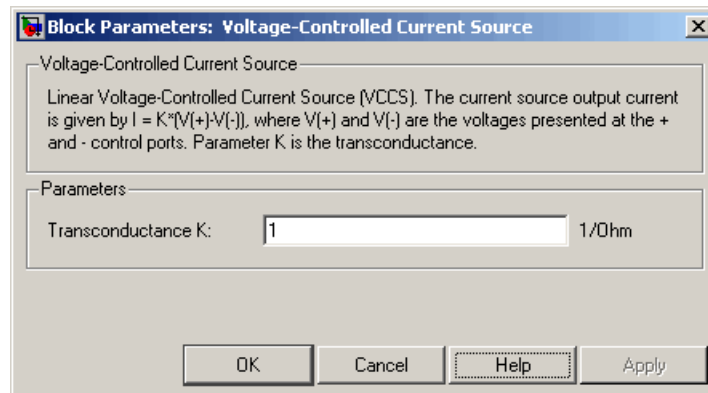 Block Parameters: Voltage-Controlled Current Source
Voltage-Controlled Current Source
Linear Voltage-Controlled Current Source (VCCS). The current source output current
is given by I = K*(V(+)-V(-)), where V(+) and V(-) are the voltages presented at the +
and - control ports. Parameter K is the transconductance.
Parameters
Transconductance K: 1 1/Ohm
OK Cancel Help Apply